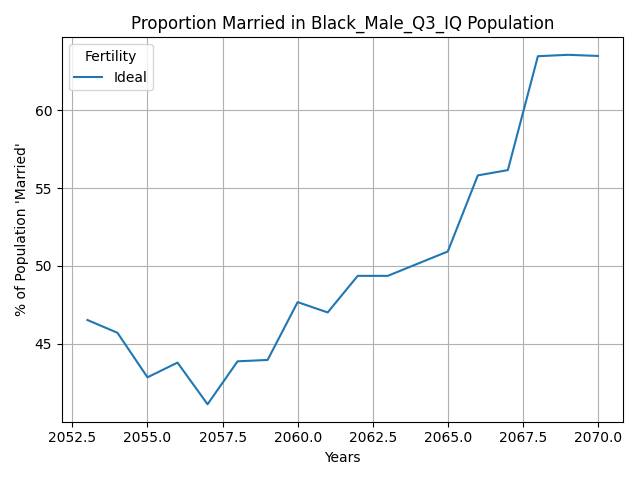 Proportion Married in Black_Male_Q3_IQ Population
Fertility
Ideal
% of Population 'Married'
60
55
50
45
2052.5 2055.0 2057.5 2060.0 2062.5 2065.0 2067.5 2070.0
Years